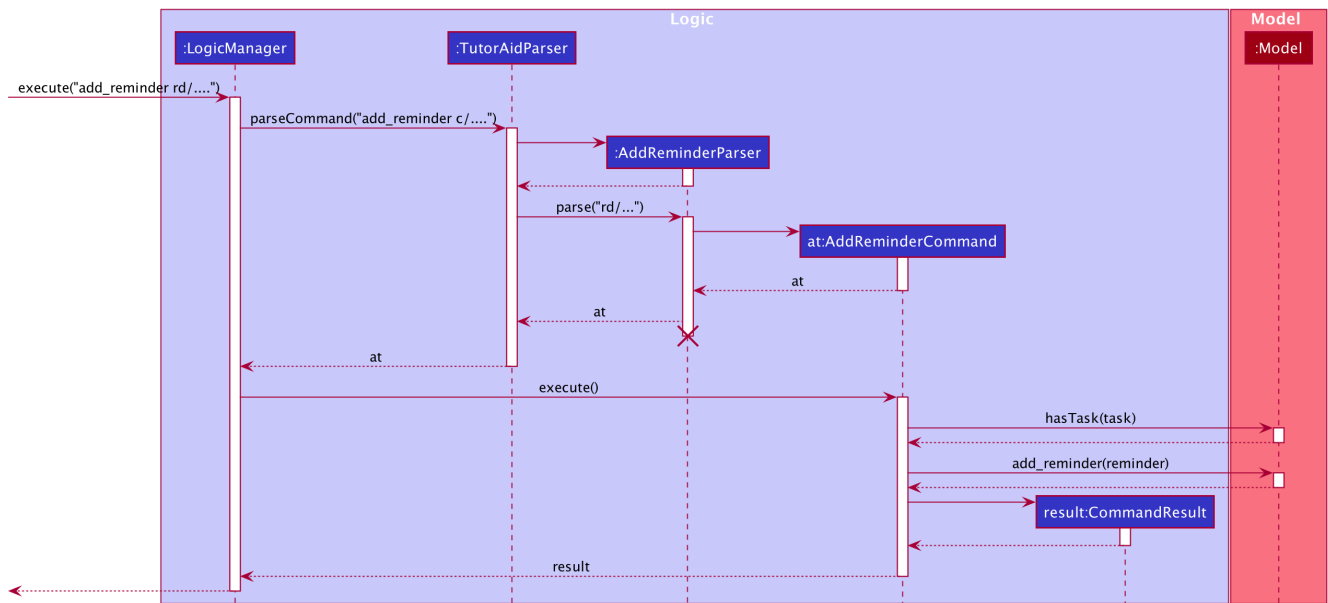 Logic
Model
:LogicManager
:TutorAidParser
:Model
execute("add_reminder rd/....")
parseCommand("add_reminder c/....")
:AddReminderParser
parse("rd/...")
at:AddReminderCommand
at
at
at
execute()
hasTask(task)
add_reminder(reminder)
result:CommandResult
result